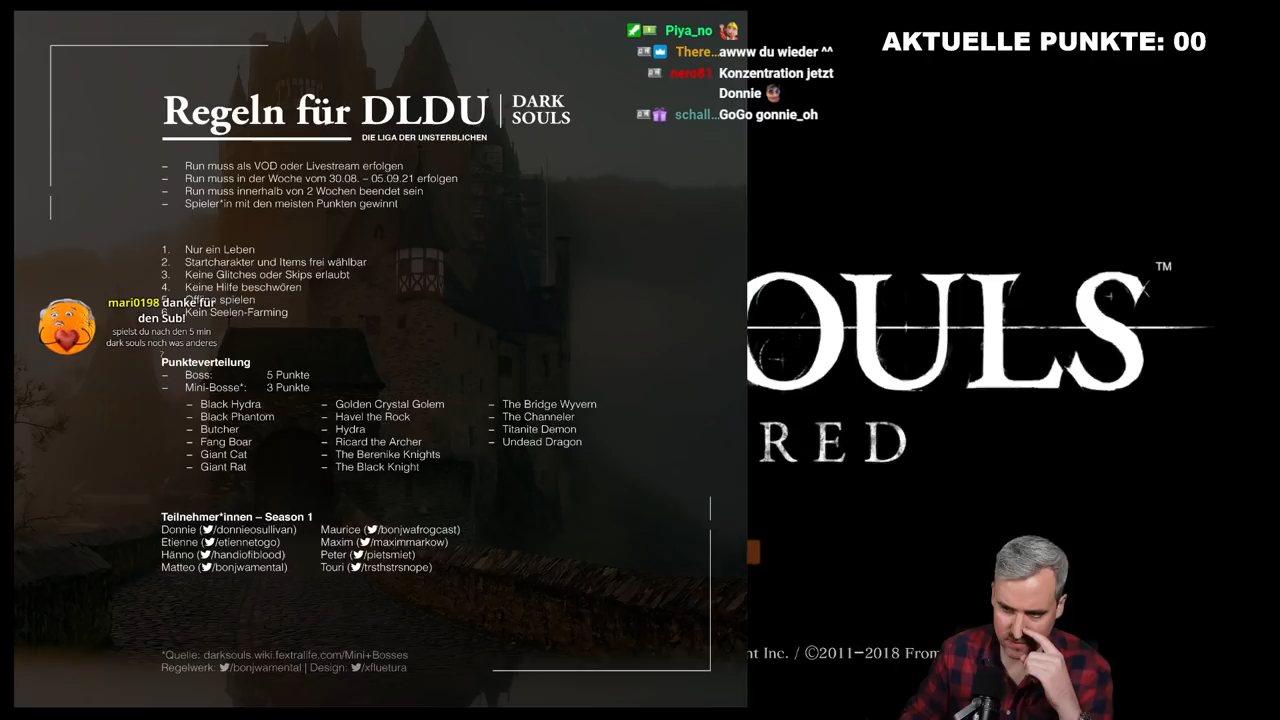 Regeln für DLDU
DARK
SOULS
DIE LIGA DER UNSTERBLICHEN
– Run muss als VOD oder Livestream erfolgen
– Run muss in der Woche vom 30.08. – 05.09.21 erfolgen
– Run muss innerhalb von 2 Wochen beendet sein
– Spieler*in mit den meisten Punkten gewinnt
1. Nur ein Leben
2. Startcharakter und Items frei wählbar
3. Keine Glitches oder Skips erlaubt
4. Keine Hilfe beschwören
spielen
Kein Seelen-Farming
mari0198 danke für
den Sub!
spielst du nach den 5 min
dark souls noch was anderes
?
Punkteverteilung
– Boss: 5 Punkte
– Mini-Bosse*: 3 Punkte
– Black Hydra
– Black Phantom
– Butcher
– Fang Boar
– Giant Cat
– Giant Rat
– Golden Crystal Golem
– Havel the Rock
– Hydra
– Ricard the Archer
– The Berenike Knights
– The Black Knight
– The Bridge Wyvern
– The Channeler
– Titanite Demon
– Undead Dragon
Teilnehmer*innen – Season 1
Donnie (/donnieosullivan)
Etienne (/etiennetogo)
Hänno (/handiofiblood)
Matteo (/bonjwamental)
Maurice (/bonjwafrogcast)
Maxim (/maximmarkow)
Peter (/pietsmiet)
Touri (/trsthstrsnope)
*Quelle: darksouls.wiki.fextralife.com/Mini+Bosses
Regelwerk: /bonjwamental | Design: /xfluetura
Piya_no
There... awww du wieder ^^
nero81 Konzentration jetzt
Donnie
schall... GoGo gonnie_oh
AKTUELLE PUNKTE: 00
OULS
TM
RED
nt Inc. / ©2011-2018 From